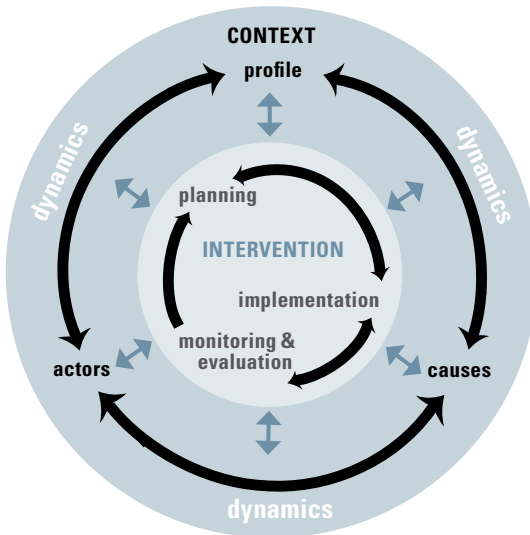 CONTEXT
profile
dynamics
dynamics
planning
INTERVENTION
implementation
monitoring &
evaluation
actors
causes
dynamics